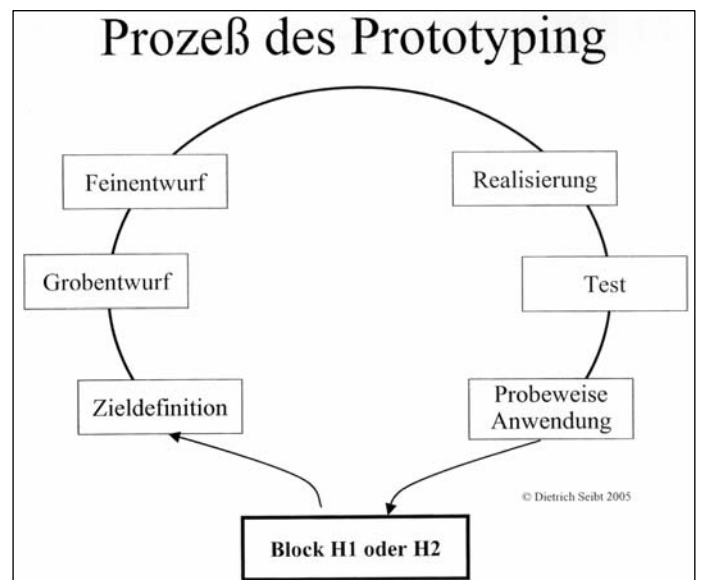 Prozeß des Prototyping
Feinentwurf
Realisierung
Grobentwurf
Test
Zieldefinition
Probeweise
Anwendung
© Dietrich Seibt 2005
Block H1 oder H2